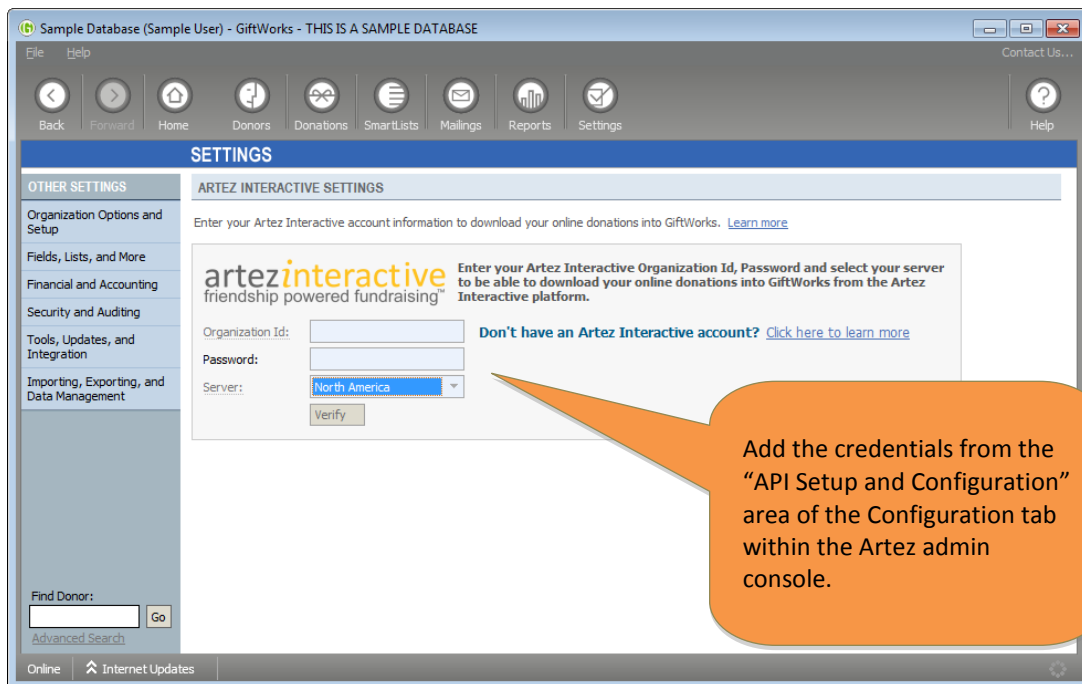 Sample Database (Sample User) - GiftWorks - THIS IS A SAMPLE DATABASE
File Help Contact Us...
Back Forward Home Donors Donations SmartLists Mailings Reports Settings Help
SETTINGS
OTHER SETTINGS
Organization Options and
Setup
Fields, Lists, and More
Financial and Accounting
Security and Auditing
Tools, Updates, and
Integration
Importing, Exporting, and
Data Management
Find Donor:
Go
Advanced Search
ARTEZ INTERACTIVE SETTINGS
Enter your Artez Interactive account information to download your online donations into GiftWorks. Learn more
artezinteractive
friendship powered fundraising™
Enter your Artez Interactive Organization Id, Password and select your server
to be able to download your online donations into GiftWorks from the Artez
Interactive platform.
Organization Id:
Don't have an Artez Interactive account? Click here to learn more
Password:
Server: North America
Verify
Add the credentials from the
“API Setup and Configuration”
area of the Configuration tab
within the Artez admin
console.
Online Internet Updates